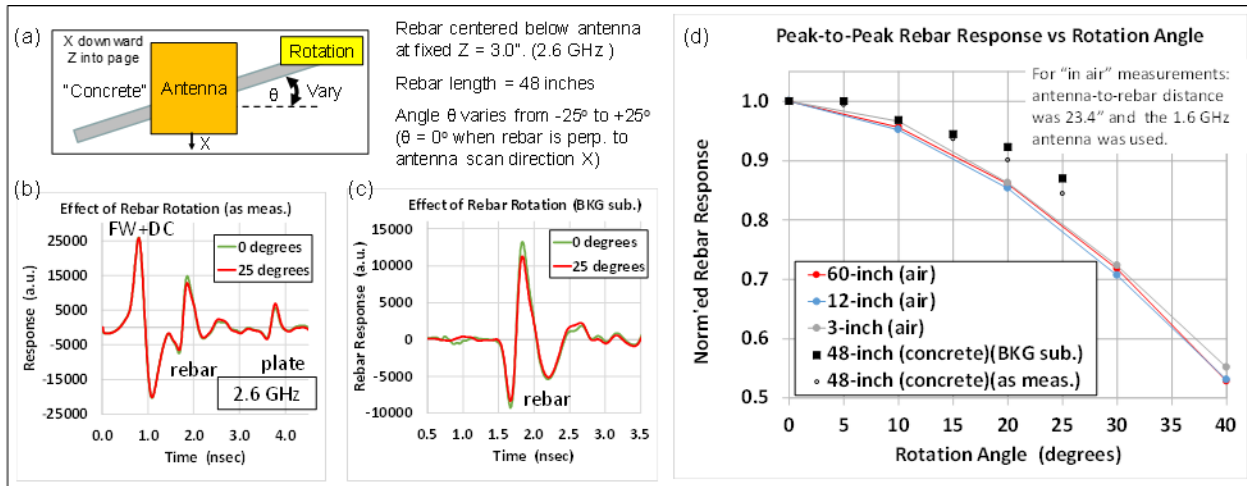 (a)
X downward
Z into page
Rotation
"Concrete"
Antenna
θ
Vary
X
Rebar centered below antenna
at fixed Z = 3.0". (2.6 GHz )
Rebar length = 48 inches
Angle θ varies from -25º to +25º
(θ = 0º when rebar is perp. to
antenna scan direction X)
(b)
Effect of Rebar Rotation (as meas.)
FW+DC
0 degrees
25 degrees
rebar
plate
2.6 GHz
Response (a.u.)
25000
15000
5000
-5000
-15000
-25000
0.0 1.0 2.0 3.0 4.0
Time (nsec)
(c)
Effect of Rebar Rotation (BKG sub.)
0 degrees
25 degrees
rebar
Rebar Response (a.u.)
15000
10000
5000
0
-5000
-10000
0.5 1.0 1.5 2.0 2.5 3.0 3.5
Time (nsec)
(d)
Peak-to-Peak Rebar Response vs Rotation Angle
For "in air" measurements:
antenna-to-rebar distance
was 23.4" and the 1.6 GHz
antenna was used.
60-inch (air)
12-inch (air)
3-inch (air)
48-inch (concrete)(BKG sub.)
48-inch (concrete)(as meas.)
Norm'ed Rebar Response
1.0
0.9
0.8
0.7
0.6
0.5
0 5 10 15 20 25 30 35 40
Rotation Angle (degrees)